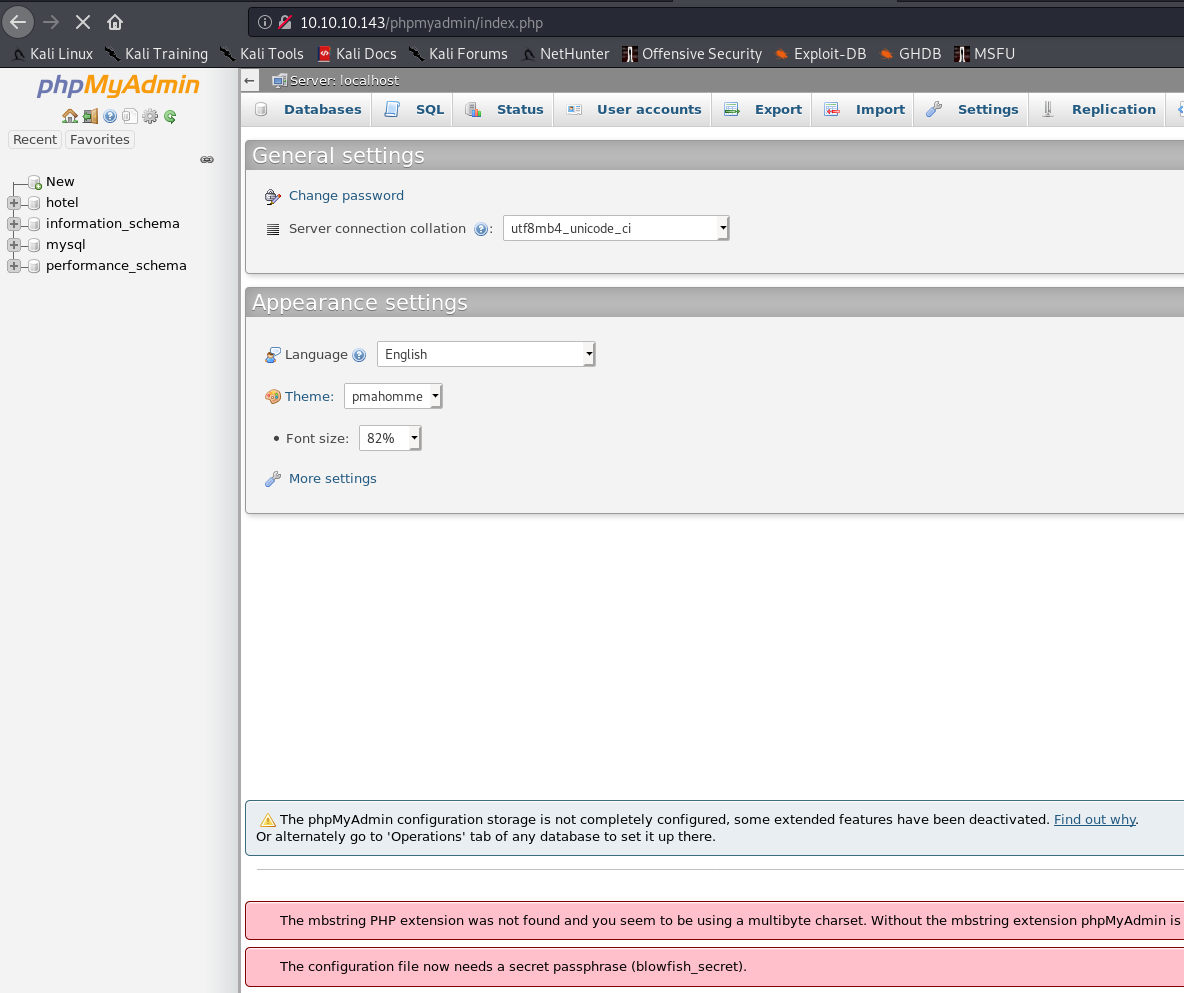 10.10.10.143/phpmyadmin/index.php
Kali Linux Kali Training Kali Tools Kali Docs Kali Forums NetHunter Offensive Security Exploit-DB GHDB MSFU
phpMyAdmin
Recent Favorites
New
hotel
information_schema
mysql
performance_schema
Server: localhost
Databases SQL Status User accounts Export Import Settings Replication
General settings
Change password
Server connection collation : utf8mb4_unicode_ci
Appearance settings
Language English
Theme: pmahomme
• Font size: 82%
More settings
The phpMyAdmin configuration storage is not completely configured, some extended features have been deactivated. Find out why.
Or alternately go to 'Operations' tab of any database to set it up there.
The mbstring PHP extension was not found and you seem to be using a multibyte charset. Without the mbstring extension phpMyAdmin is
The configuration file now needs a secret passphrase (blowfish_secret).